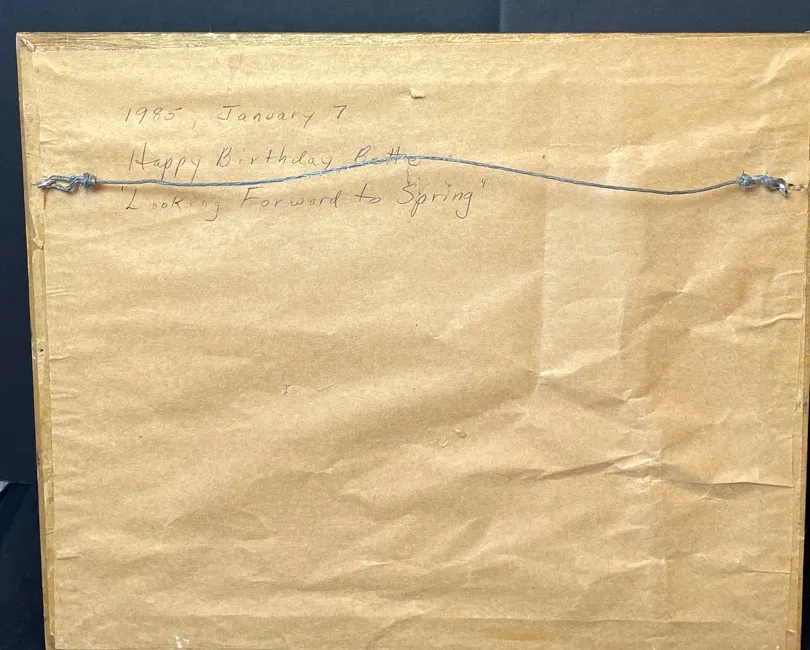 1985, January 7
Happy Birthday
"Looking Forward to Spring"